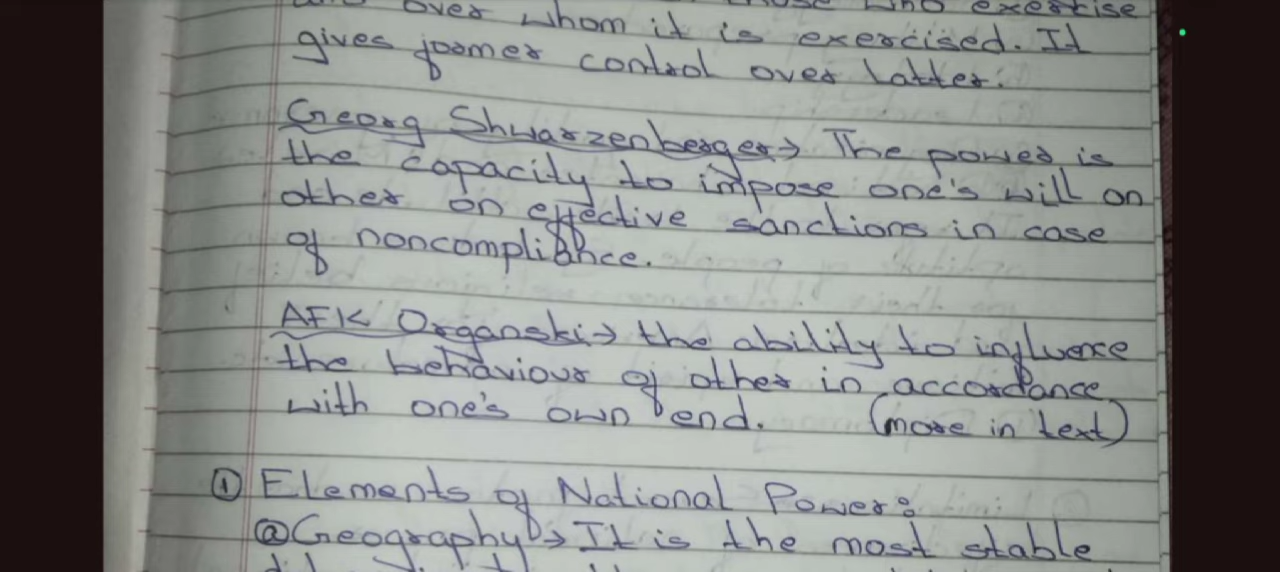 over whom it is exercised. It
gives former control over latter.
Georg Shwarzenberger → The power is
the capacity to impose one's will on
other on effective sanctions in case
of noncompliance.
AFK Organski → the ability to influence
the behaviour of other in accordance
with one's own end. (more in text)
① Elements of National Power:
ⓐ Geography → It is the most stable